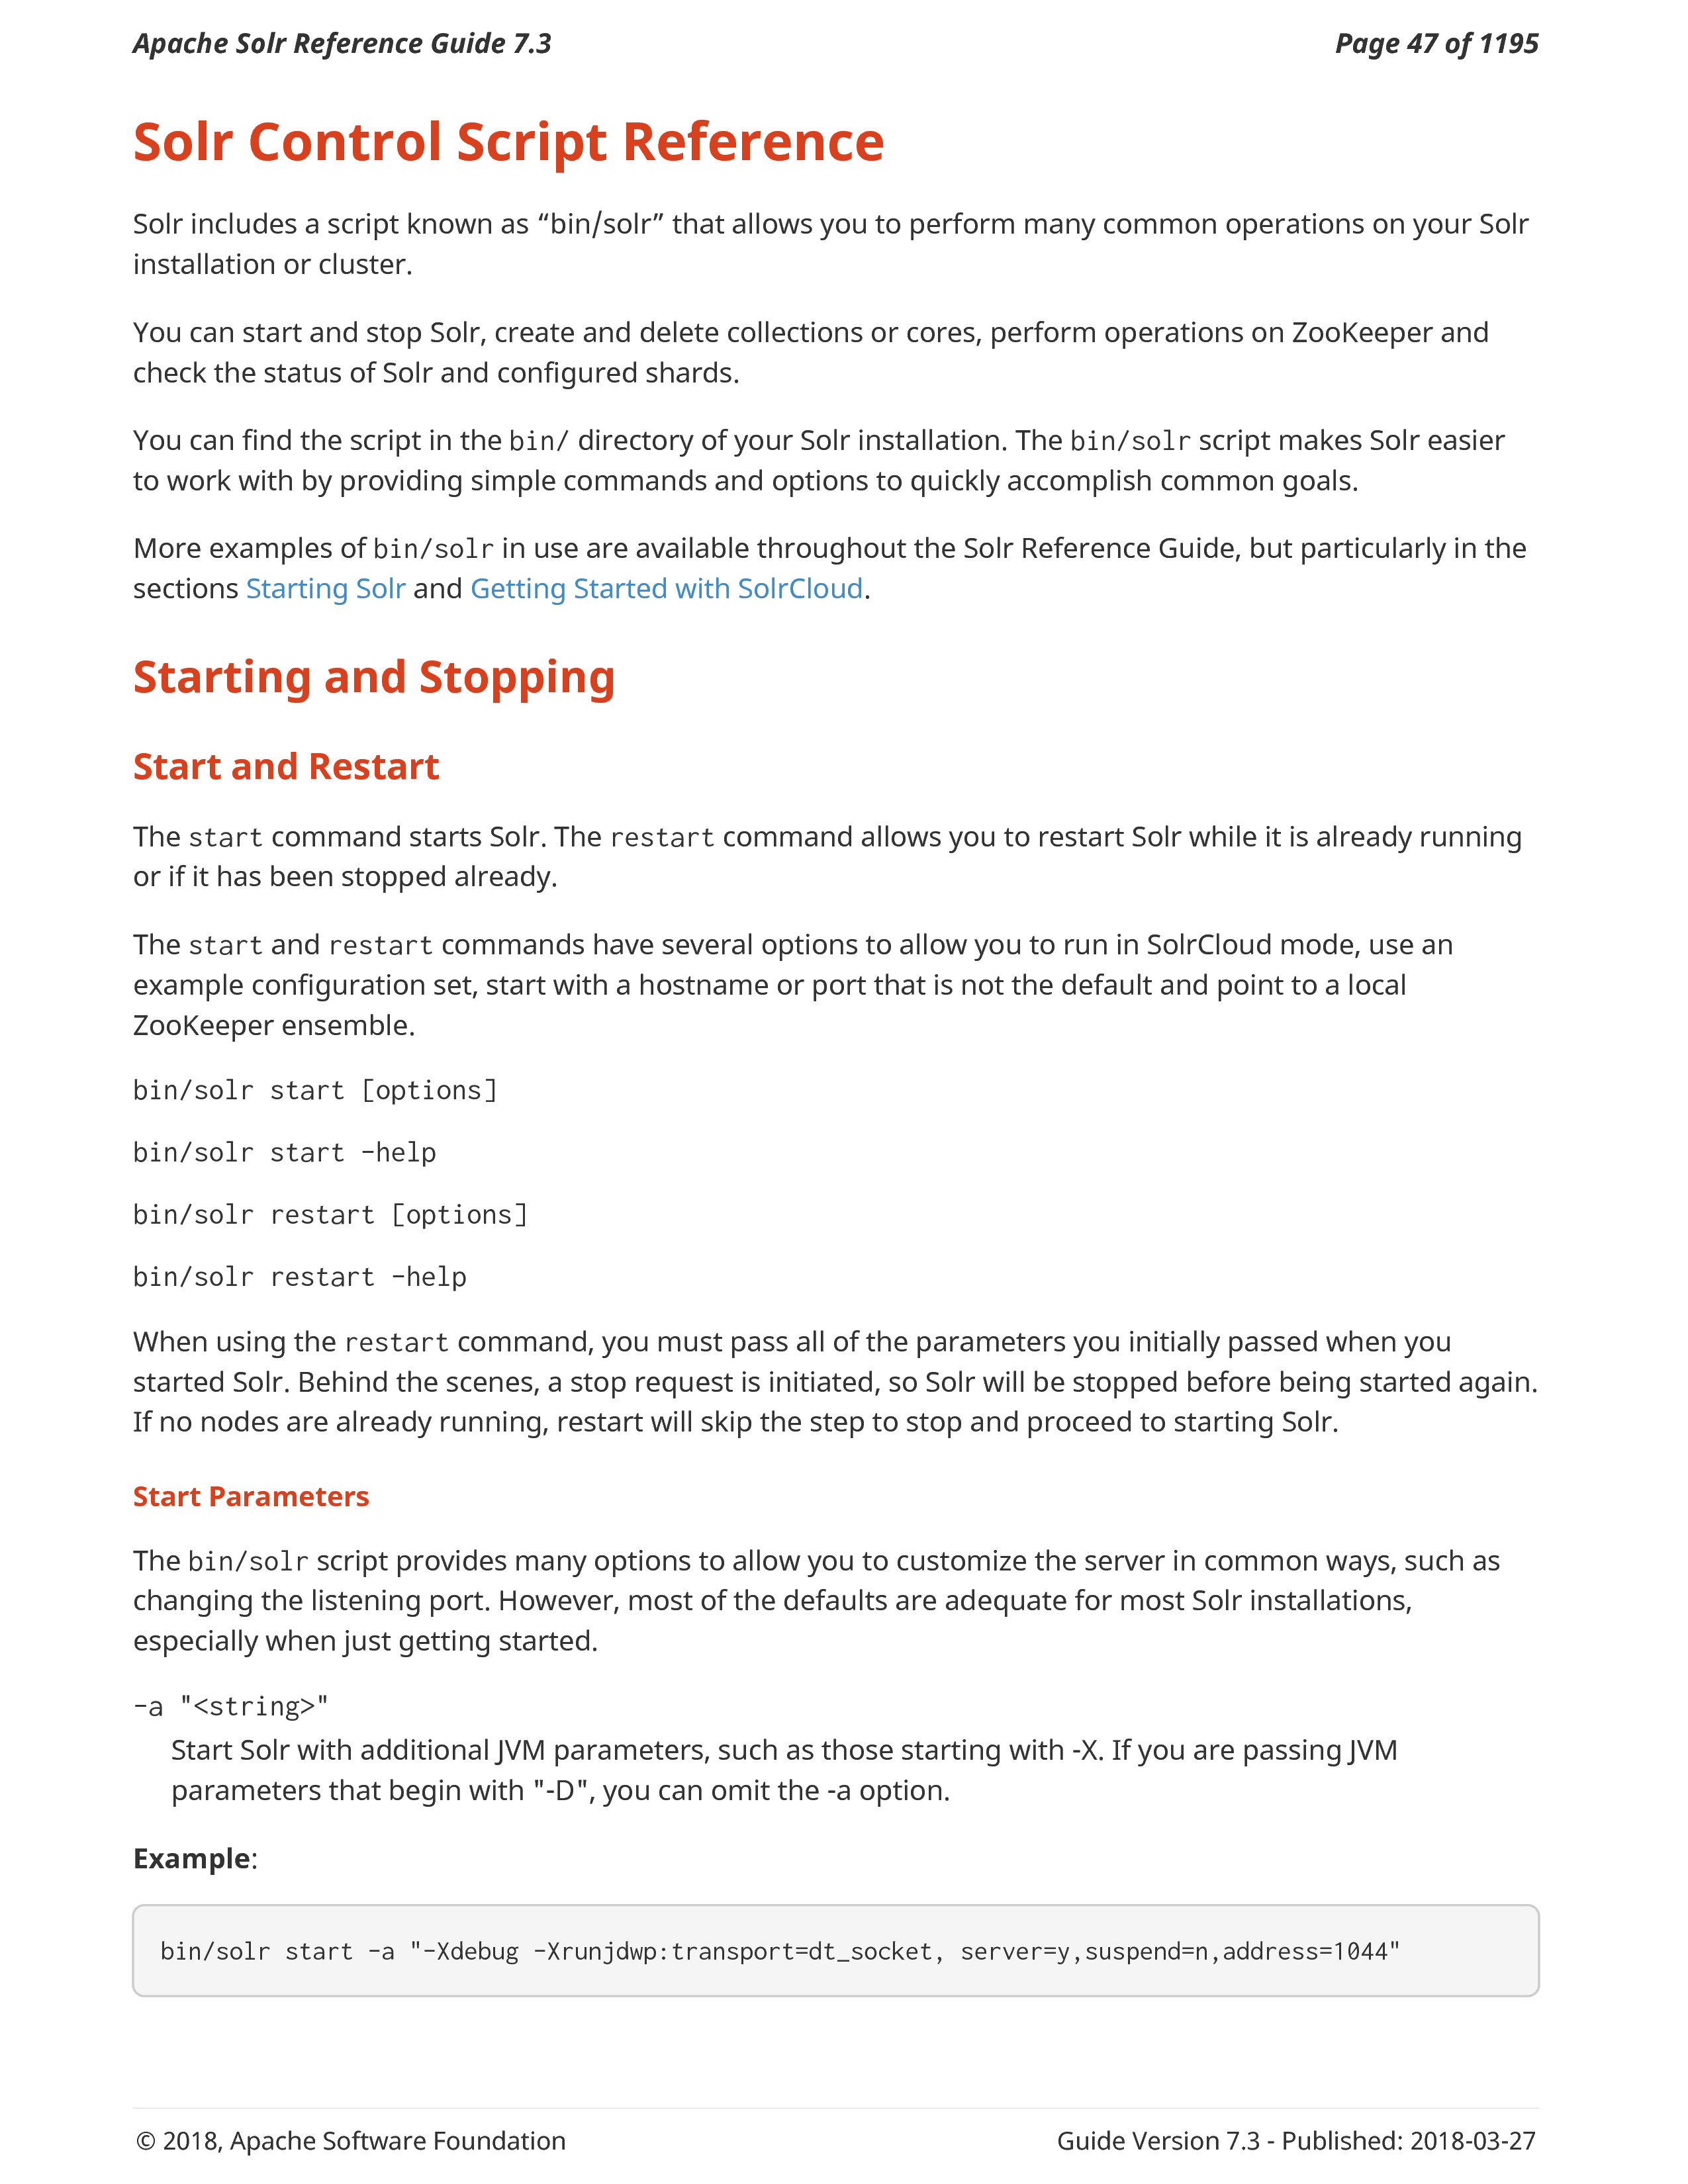 Apache Solr Reference Guide 7.3 Page 47 of 1195
Solr Control Script Reference
Solr includes a script known as “bin/solr” that allows you to perform many common operations on your Solr
installation or cluster.
You can start and stop Solr, create and delete collections or cores, perform operations on ZooKeeper and
check the status of Solr and configured shards.
You can find the script in the bin/ directory of your Solr installation. The bin/solr script makes Solr easier
to work with by providing simple commands and options to quickly accomplish common goals.
More examples of bin/solr in use are available throughout the Solr Reference Guide, but particularly in the
sections Starting Solr and Getting Started with SolrCloud.
Starting and Stopping
Start and Restart
The start command starts Solr. The restart command allows you to restart Solr while it is already running
or if it has been stopped already.
The start and restart commands have several options to allow you to run in SolrCloud mode, use an
example configuration set, start with a hostname or port that is not the default and point to a local
ZooKeeper ensemble.
bin/solr start [options]
bin/solr start -help
bin/solr restart [options]
bin/solr restart -help
When using the restart command, you must pass all of the parameters you initially passed when you
started Solr. Behind the scenes, a stop request is initiated, so Solr will be stopped before being started again.
If no nodes are already running, restart will skip the step to stop and proceed to starting Solr.
Start Parameters
The bin/solr script provides many options to allow you to customize the server in common ways, such as
changing the listening port. However, most of the defaults are adequate for most Solr installations,
especially when just getting started.
-a "<string>"
Start Solr with additional JVM parameters, such as those starting with -X. If you are passing JVM
parameters that begin with "-D", you can omit the -a option.
Example:
bin/solr start -a "-Xdebug -Xrunjdwp:transport=dt_socket, server=y,suspend=n,address=1044"
© 2018, Apache Software Foundation Guide Version 7.3 - Published: 2018-03-27